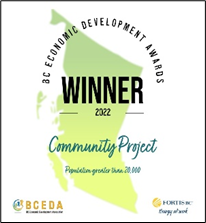 BC ECONOMIC DEVELOPMENT AWARDS
WINNER
2022
Community Project
Population greater than 20,000
BCEDA
FORTIS BC
Energy at work